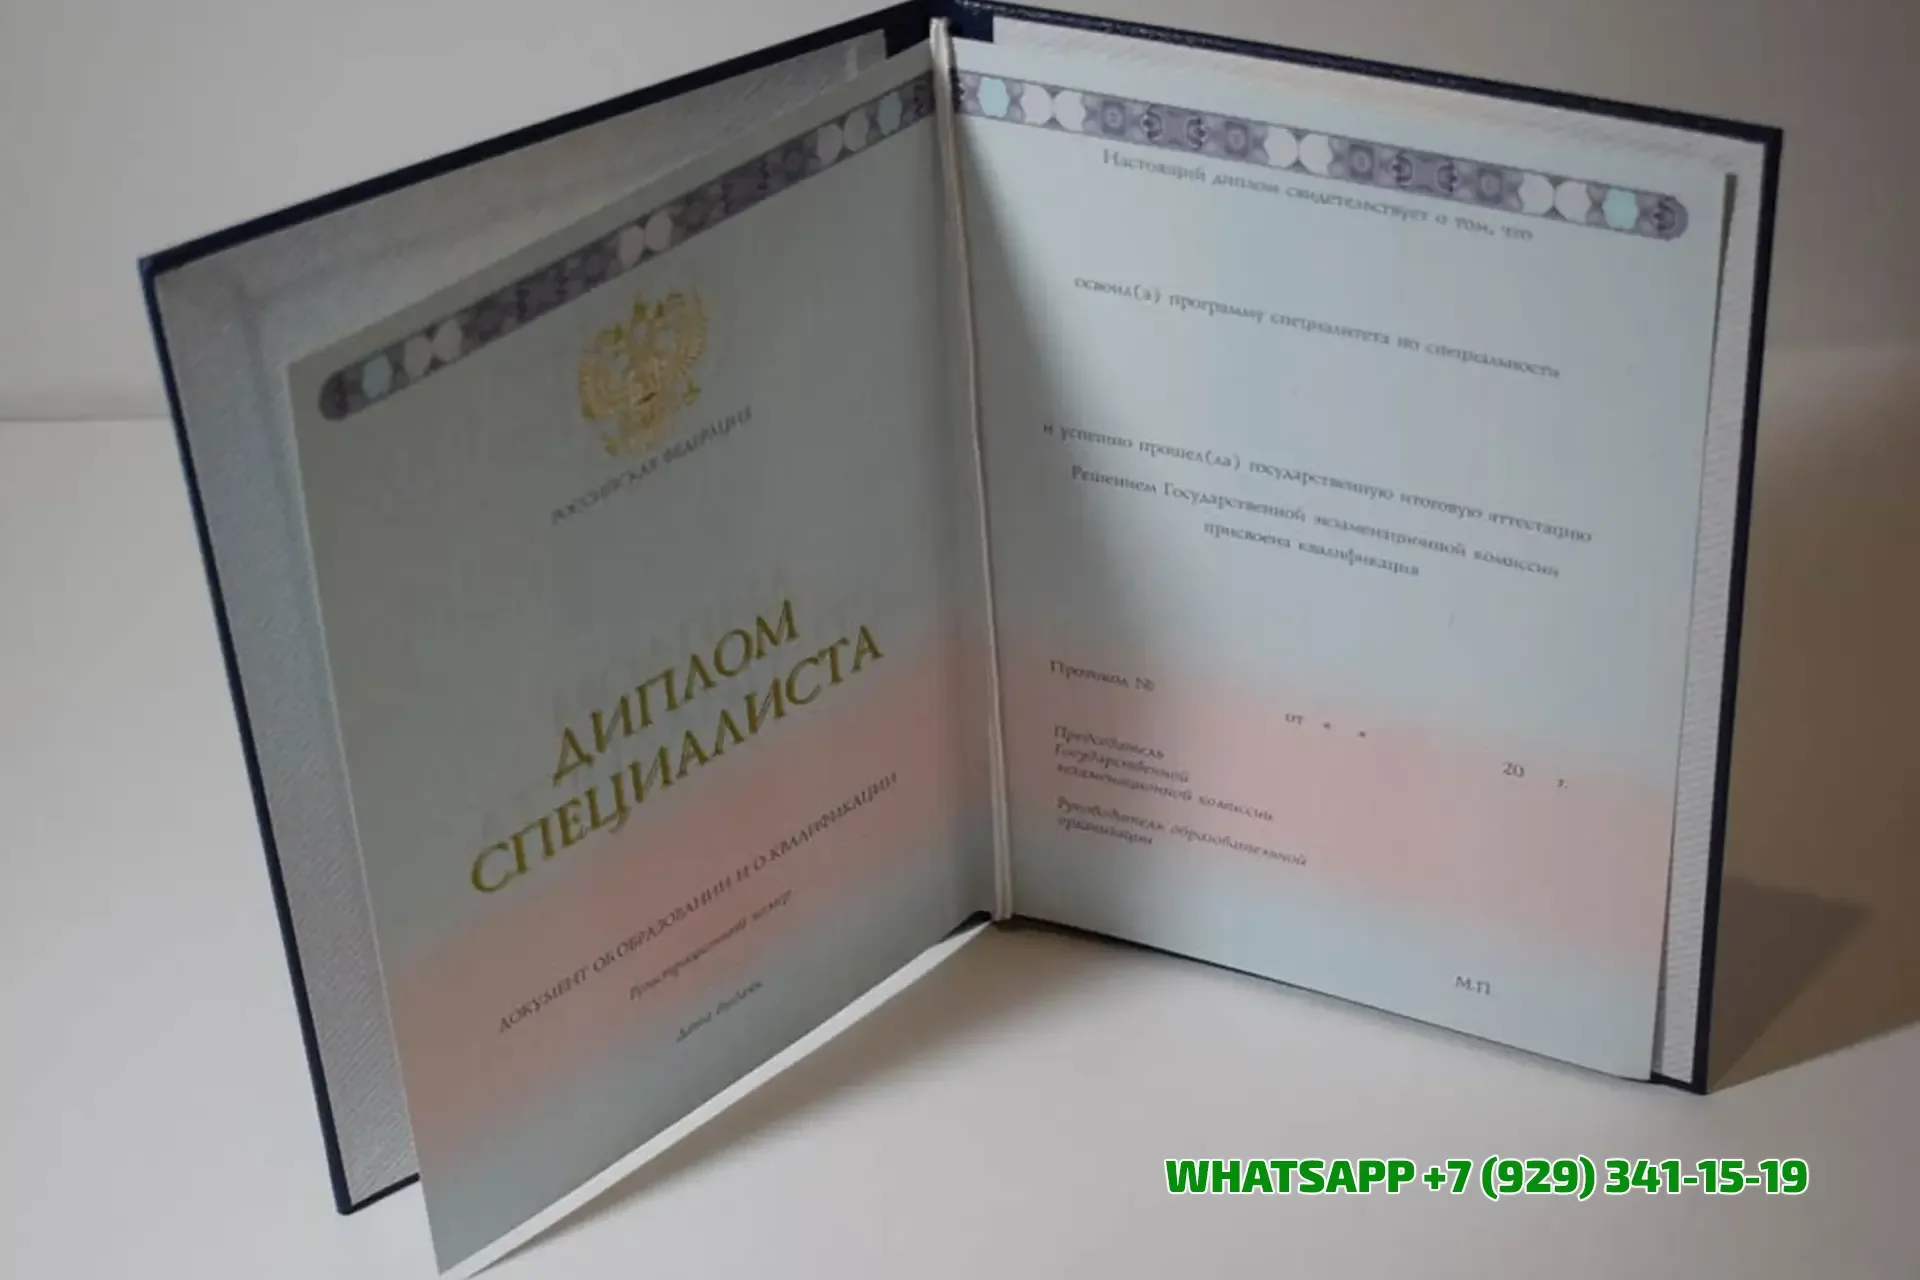 РОССИЙСКАЯ ФЕДЕРАЦИЯ
ДИПЛОМ
СПЕЦИАЛИСТА
ДОКУМЕНТ ОБ ОБРАЗОВАНИИ И О КВАЛИФИКАЦИИ
Регистрационный номер
Дата выдачи
Настоящий диплом свидетельствует о том, что
освоил(а) программу специалитета по специальности
и успешно прошел(ла) государственную итоговую аттестацию
Решением Государственной экзаменационной комиссии
присвоена квалификация
Протокол №
от « » 20 г.
Председатель
Государственной
экзаменационной комиссии
Руководитель образовательной
организации
М.П.
WHATSAPP +7 (929) 341-15-19